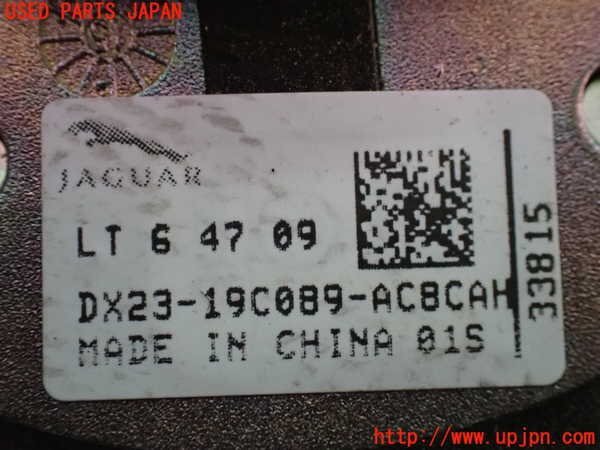 USED PARTS JAPAN
JAGUAR
LT 6 47 09
DX23-19C089-AC8CAH
MADE IN CHINA 01S
33815
U-PARTS
http://www.upjpn.com